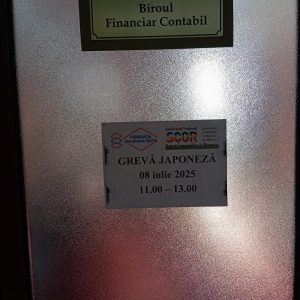 Biroul
Financiar Contabil
SCOR
GREVĂ JAPONEZĂ
08 iulie 2025
11.00 – 13.00